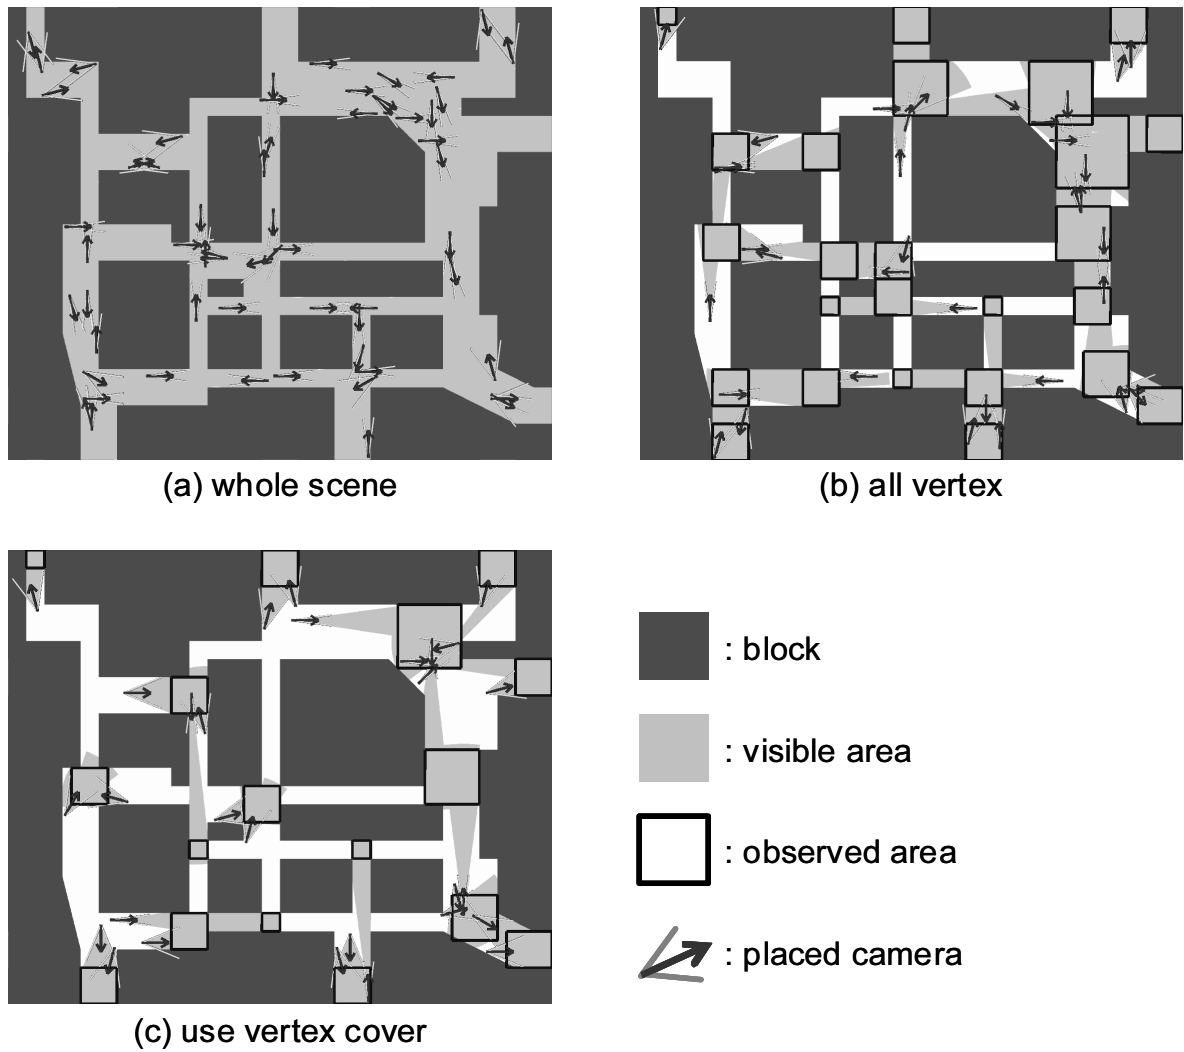 (a) whole scene
(b) all vertex
: block
: visible area
: observed area
: placed camera
(c) use vertex cover